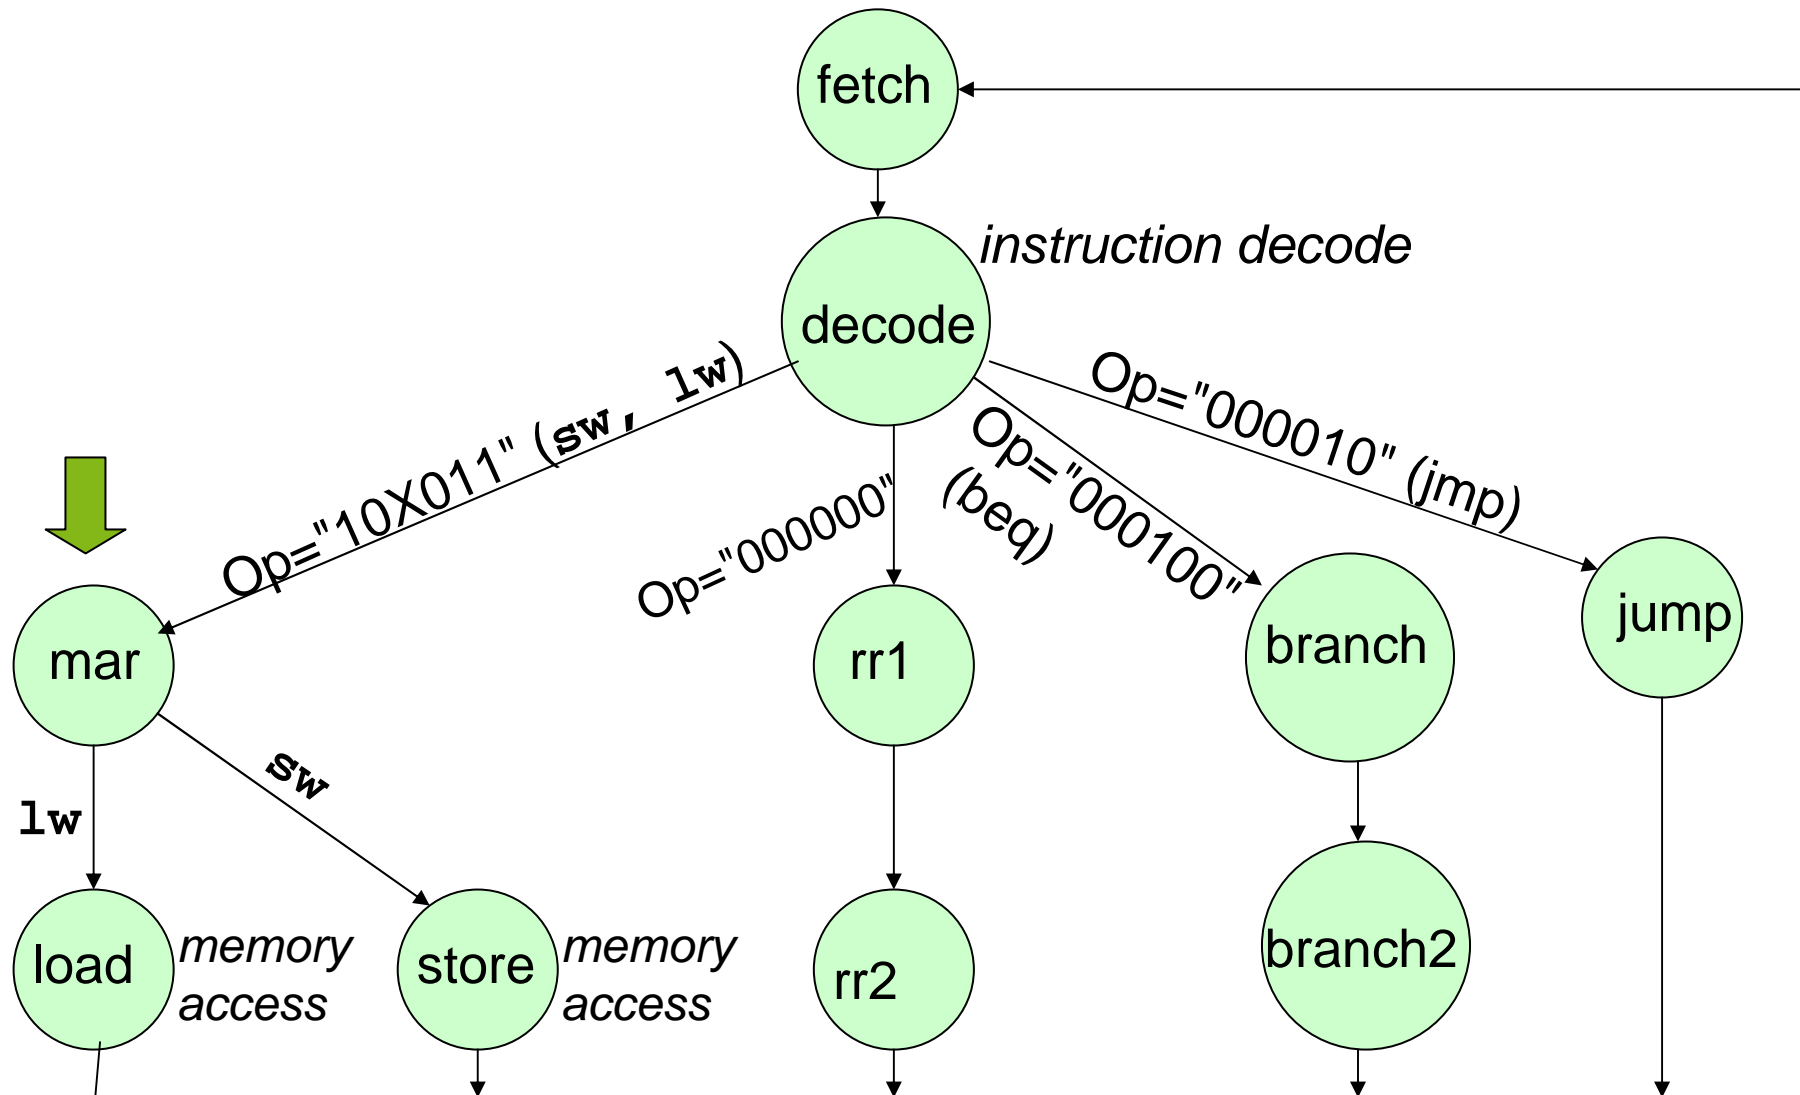 fetch
instruction decode
decode
Op="10X011" (sw, lw)
Op="000000"
Op="000100"
(beq)
Op="000010" (jmp)
mar
rr1
branch
jump
lw
sw
load
memory
access
store
memory
access
rr2
branch2